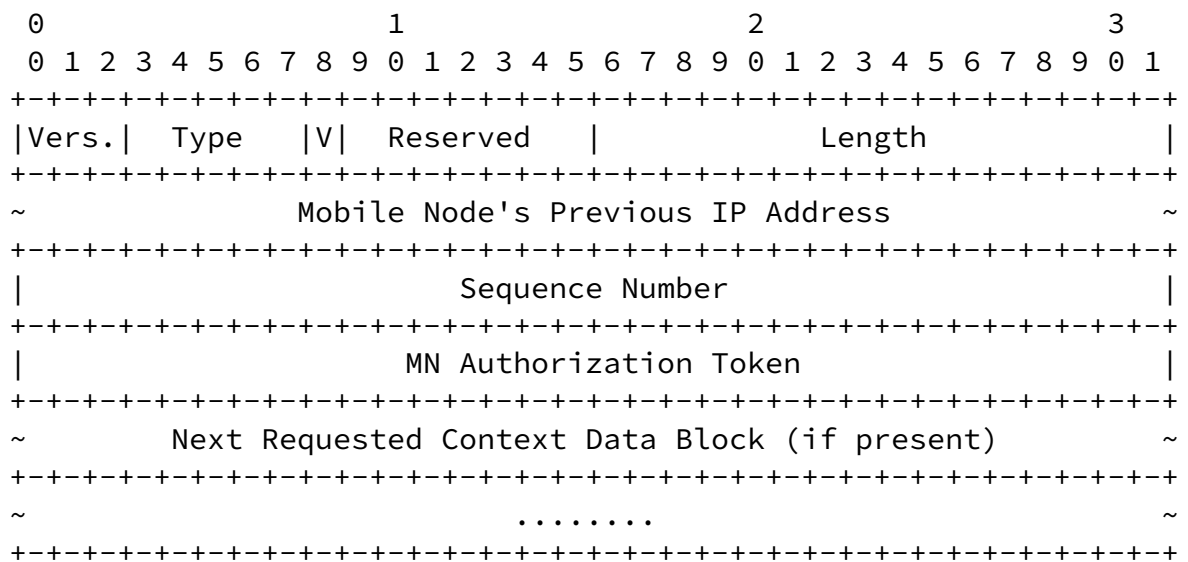 0                   1                   2                   3
 0 1 2 3 4 5 6 7 8 9 0 1 2 3 4 5 6 7 8 9 0 1 2 3 4 5 6 7 8 9 0 1
+-+-+-+-+-+-+-+-+-+-+-+-+-+-+-+-+-+-+-+-+-+-+-+-+-+-+-+-+-+-+-+-+
|Vers.|  Type   |V|  Reserved   |            Length             |
+-+-+-+-+-+-+-+-+-+-+-+-+-+-+-+-+-+-+-+-+-+-+-+-+-+-+-+-+-+-+-+-+
~               Mobile Node's Previous IP Address               ~
+-+-+-+-+-+-+-+-+-+-+-+-+-+-+-+-+-+-+-+-+-+-+-+-+-+-+-+-+-+-+-+-+
|                        Sequence Number                        |
+-+-+-+-+-+-+-+-+-+-+-+-+-+-+-+-+-+-+-+-+-+-+-+-+-+-+-+-+-+-+-+-+
|                     MN Authorization Token                    |
+-+-+-+-+-+-+-+-+-+-+-+-+-+-+-+-+-+-+-+-+-+-+-+-+-+-+-+-+-+-+-+-+
~        Next Requested Context Data Block (if present)         ~
+-+-+-+-+-+-+-+-+-+-+-+-+-+-+-+-+-+-+-+-+-+-+-+-+-+-+-+-+-+-+-+-+
~                           ........                            ~
+-+-+-+-+-+-+-+-+-+-+-+-+-+-+-+-+-+-+-+-+-+-+-+-+-+-+-+-+-+-+-+-+